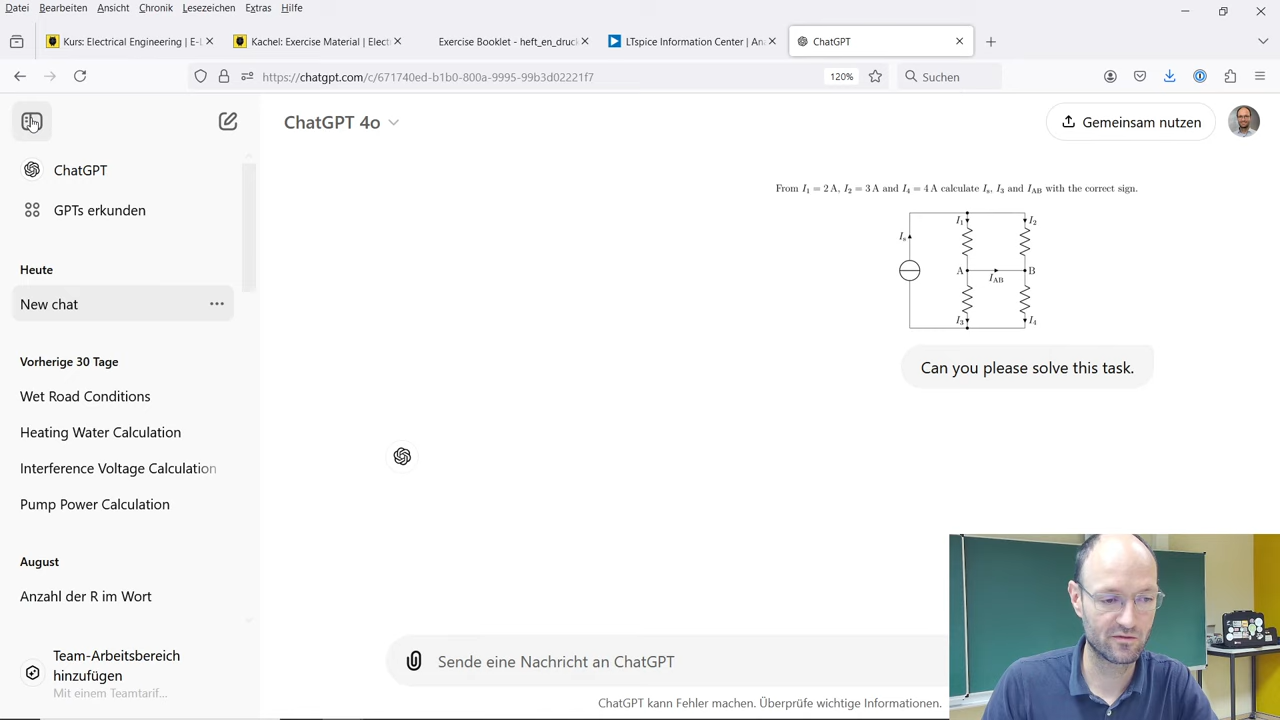 Datei Bearbeiten Ansicht Chronik Lesezeichen Extras Hilfe
Kurs: Electrical Engineering | E-L
Kachel: Exercise Material | Elect
Exercise Booklet - heft_en_druc
LTspice Information Center | An
ChatGPT
https://chatgpt.com/c/671740ed-b1b0-800a-9995-99b3d02221f7
120%
Suchen
ChatGPT 4o
Gemeinsam nutzen
ChatGPT
GPTs erkunden
Heute
New chat
Vorherige 30 Tage
Wet Road Conditions
Heating Water Calculation
Interference Voltage Calculation
Pump Power Calculation
August
Anzahl der R im Wort
Team-Arbeitsbereich
hinzufügen
Mit einem Teamtarif...
From I₁ = 2 A, I₂ = 3 A and I₄ = 4 A calculate Iₛ, I₃ and I_AB with the correct sign.
I₁ I₂
Iₛ
A B
I_AB
I₃ I₄
Can you please solve this task.
Sende eine Nachricht an ChatGPT
ChatGPT kann Fehler machen. Überprüfe wichtige Informationen.